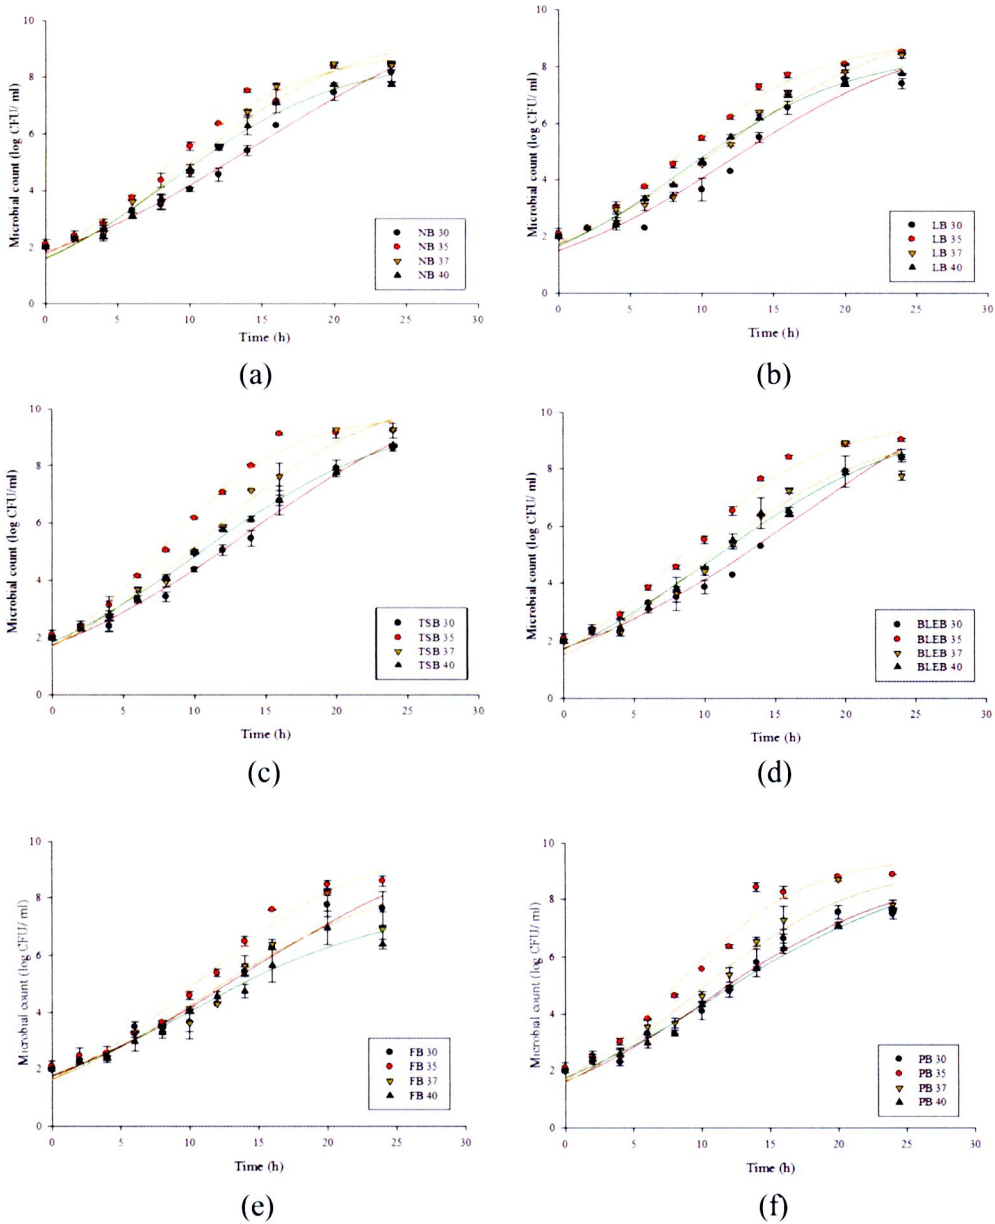 10
8
6
4
2
0
Microbial count (log CFU/ ml)
NB 30
NB 35
NB 37
NB 40
0 5 10 15 20 25 30
Time (h)
(a)
10
8
6
4
2
0
Microbial count (log CFU/ ml)
LB 30
LB 35
LB 37
LB 40
0 5 10 15 20 25 30
Time (h)
(b)
10
8
6
4
2
0
Microbial count (log CFU/ ml)
TSB 30
TSB 35
TSB 37
TSB 40
0 5 10 15 20 25 30
Time (h)
(c)
10
8
6
4
2
0
Microbial count (log CFU/ ml)
BLEB 30
BLEB 35
BLEB 37
BLEB 40
0 5 10 15 20 25 30
Time (h)
(d)
10
8
6
4
2
0
Microbial count (log CFU/ ml)
FB 30
FB 35
FB 37
FB 40
0 5 10 15 20 25 30
Time (h)
(e)
10
8
6
4
2
0
Microbial count (log CFU/ ml)
PB 30
PB 35
PB 37
PB 40
0 5 10 15 20 25 30
Time (h)
(f)